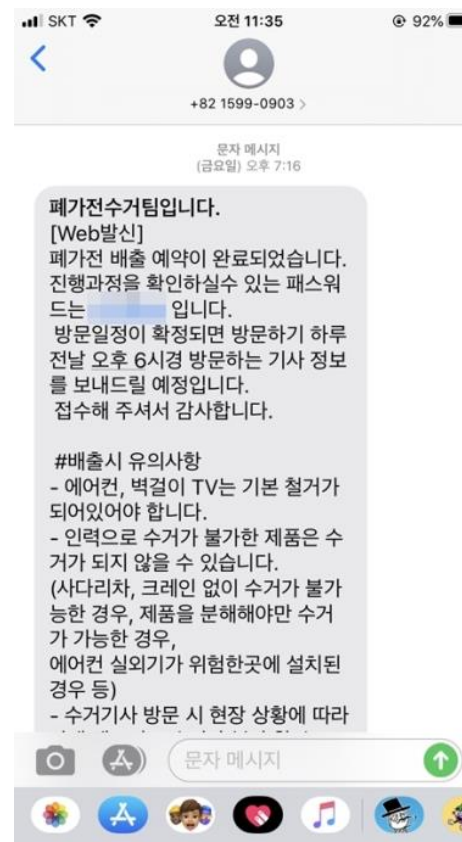 SKT
오전 11:35
92%
+82 1599-0903 >
문자 메시지
(금요일) 오후 7:16
폐가전수거팀입니다.
[Web발신]
폐가전 배출 예약이 완료되었습니다.
진행과정을 확인하실수 있는 패스워
드는 입니다.
방문일정이 확정되면 방문하기 하루
전날 오후 6시경 방문하는 기사 정보
를 보내드릴 예정입니다.
접수해 주셔서 감사합니다.
#배출시 유의사항
- 에어컨, 벽걸이 TV는 기본 철거가
되어있어야 합니다.
- 인력으로 수거가 불가한 제품은 수
거가 되지 않을 수 있습니다.
(사다리차, 크레인 없이 수거가 불가
능한 경우, 제품을 분해해야만 수거
가 가능한 경우,
에어컨 실외기가 위험한곳에 설치된
경우 등)
- 수거기사 방문 시 현장 상황에 따라
문자 메시지